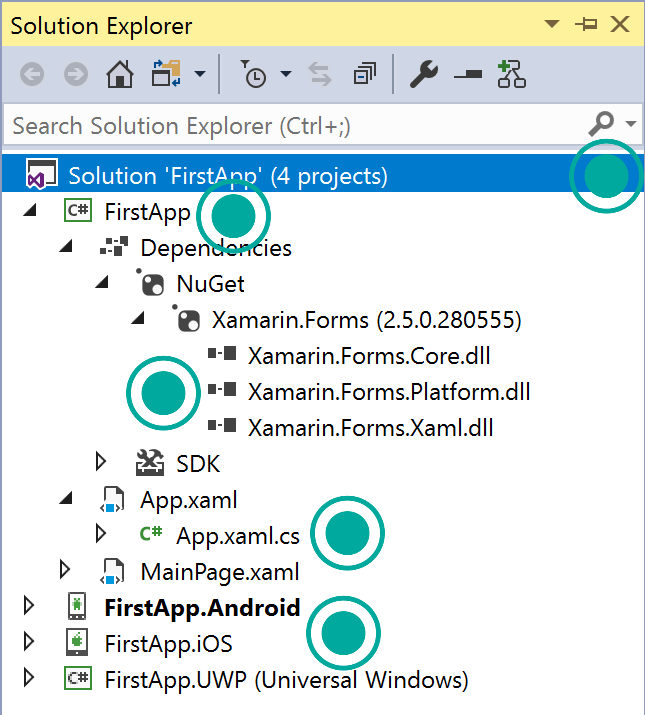 Solution Explorer
Search Solution Explorer (Ctrl+;)
Solution 'FirstApp' (4 projects)
C# FirstApp
Dependencies
NuGet
Xamarin.Forms (2.5.0.280555)
Xamarin.Forms.Core.dll
Xamarin.Forms.Platform.dll
Xamarin.Forms.Xaml.dll
SDK
App.xaml
C# App.xaml.cs
MainPage.xaml
FirstApp.Android
FirstApp.iOS
C# FirstApp.UWP (Universal Windows)